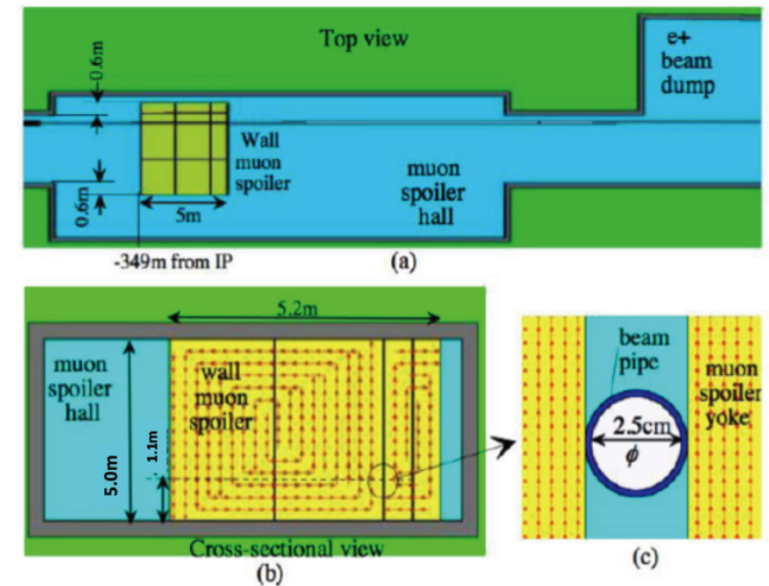 Top view
e+
beam
dump
-0.6m
Wall
muon
spoiler
muon
spoiler
hall
0.6m
5m
-349m from IP
(a)
5.2m
muon
spoiler
hall
wall
muon
spoiler
5.0m
1.1m
Cross-sectional view
(b)
beam
pipe
muon
spoiler
yoke
2.5cm
ϕ
(c)